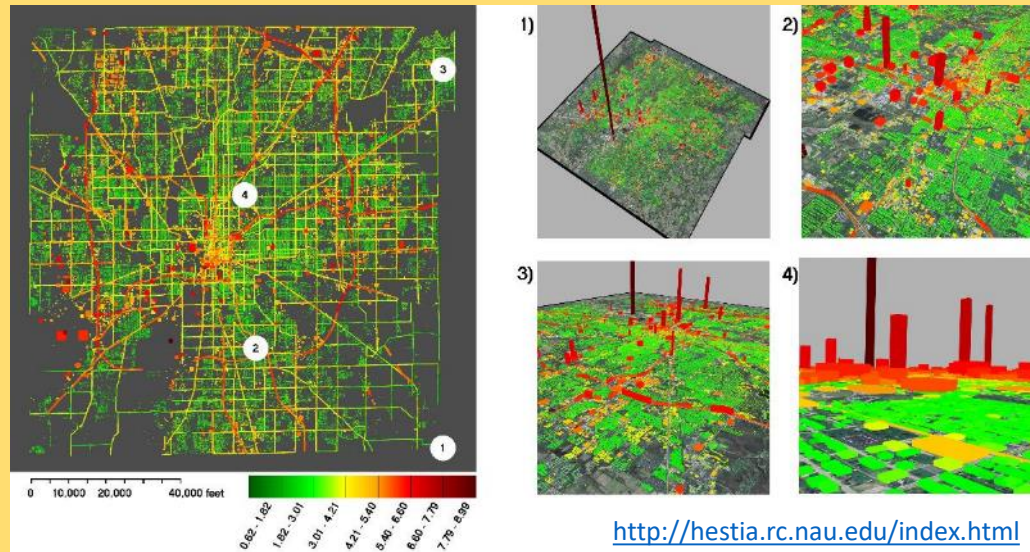 3
4
2
1
0 10,000 20,000 40,000 feet
0.62 - 1.82
1.82 - 3.01
3.01 - 4.21
4.21 - 5.40
5.40 - 6.60
6.60 - 7.79
7.79 - 8.99
1)
2)
3)
4)
http://hestia.rc.nau.edu/index.html